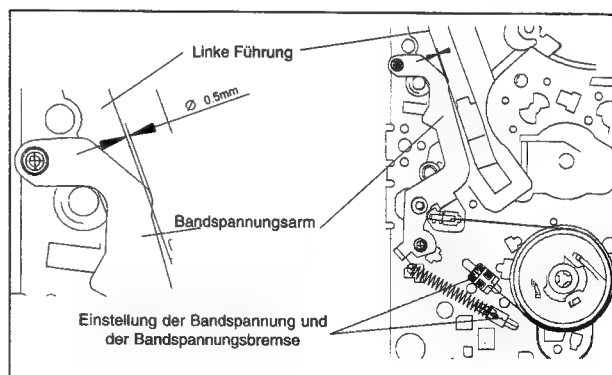 Linke Führung
Ø 0.5mm
Bandspannungsarm
Einstellung der Bandspannung und
der Bandspannungsbremse